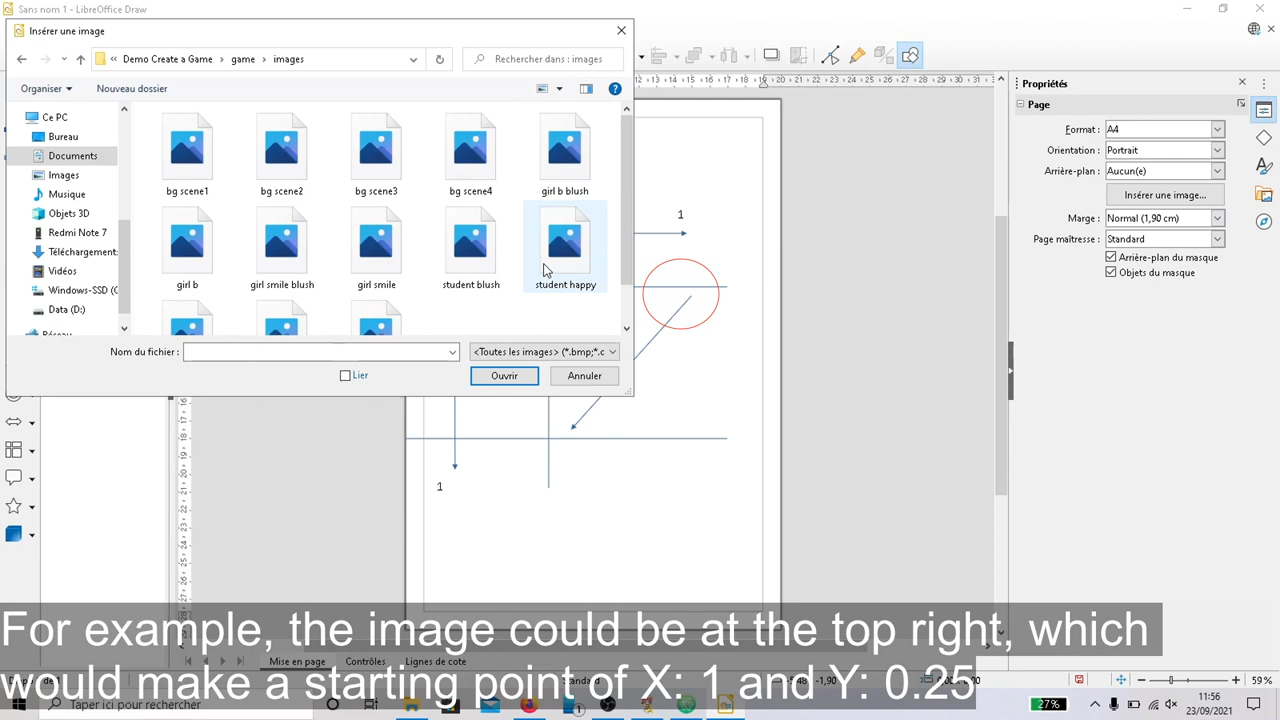 Sans nom 1 - LibreOffice Draw
Insérer une image
« Demo Create a Game › game › images
Rechercher dans : images
Organiser
Nouveau dossier
Ce PC
Bureau
Documents
Images
Musique
Objets 3D
Redmi Note 7
Téléchargement
Vidéos
Windows-SSD (C
Data (D:)
Réseau
bg scene1
bg scene2
bg scene3
bg scene4
girl b blush
girl b
girl smile blush
girl smile
student blush
student happy
Nom du fichier :
<Toutes les images> (*.bmp;*.c
Lier
Ouvrir
Annuler
1
1
Propriétés
Page
Format : A4
Orientation : Portrait
Arrière-plan : Aucun(e)
Insérer une image...
Marge : Normal (1,90 cm)
Page maîtresse : Standard
Arrière-plan du masque
Objets du masque
For example, the image could be at the top right, which
would make a starting point of X: 1 and Y: 0.25
Mise en page
Contrôles
Lignes de cote
Standard
59%
Taper ici pour rechercher
27%
11:56
23/09/2021